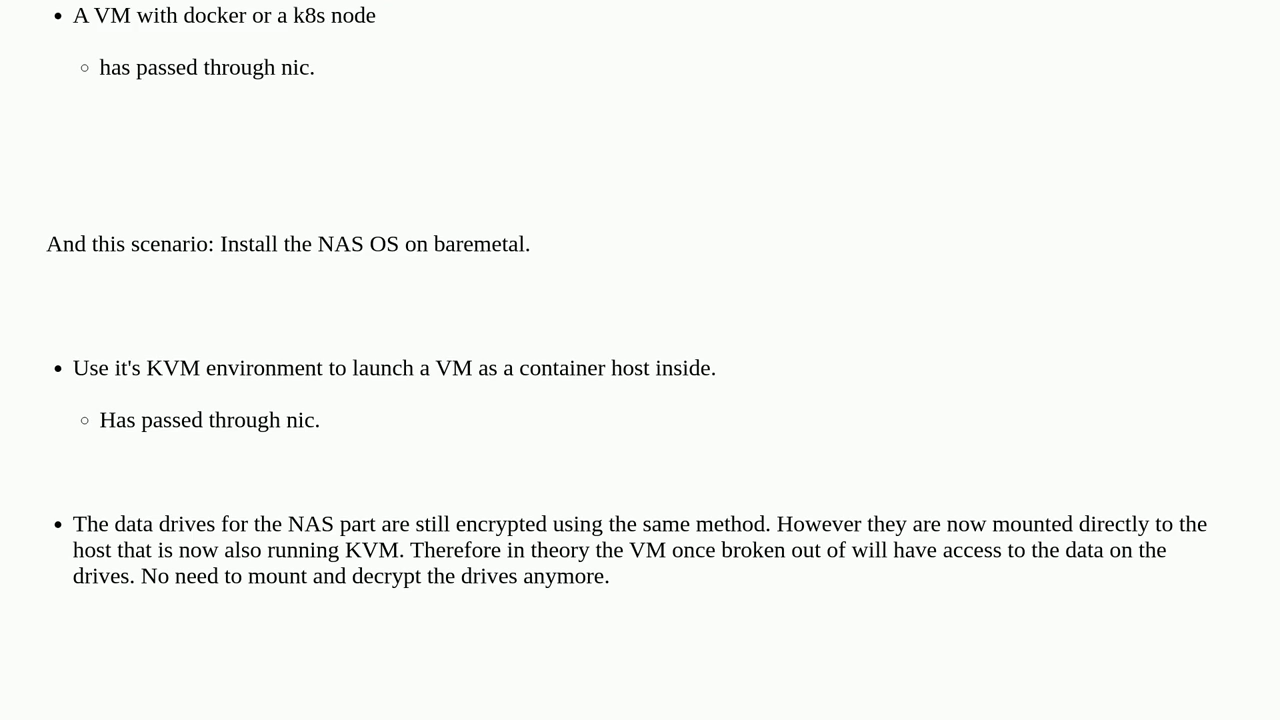 A VM with docker or a k8s node
has passed through nic.
And this scenario: Install the NAS OS on baremetal.
Use it's KVM environment to launch a VM as a container host inside.
Has passed through nic.
The data drives for the NAS part are still encrypted using the same method. However they are now mounted directly to the
host that is now also running KVM. Therefore in theory the VM once broken out of will have access to the data on the
drives. No need to mount and decrypt the drives anymore.